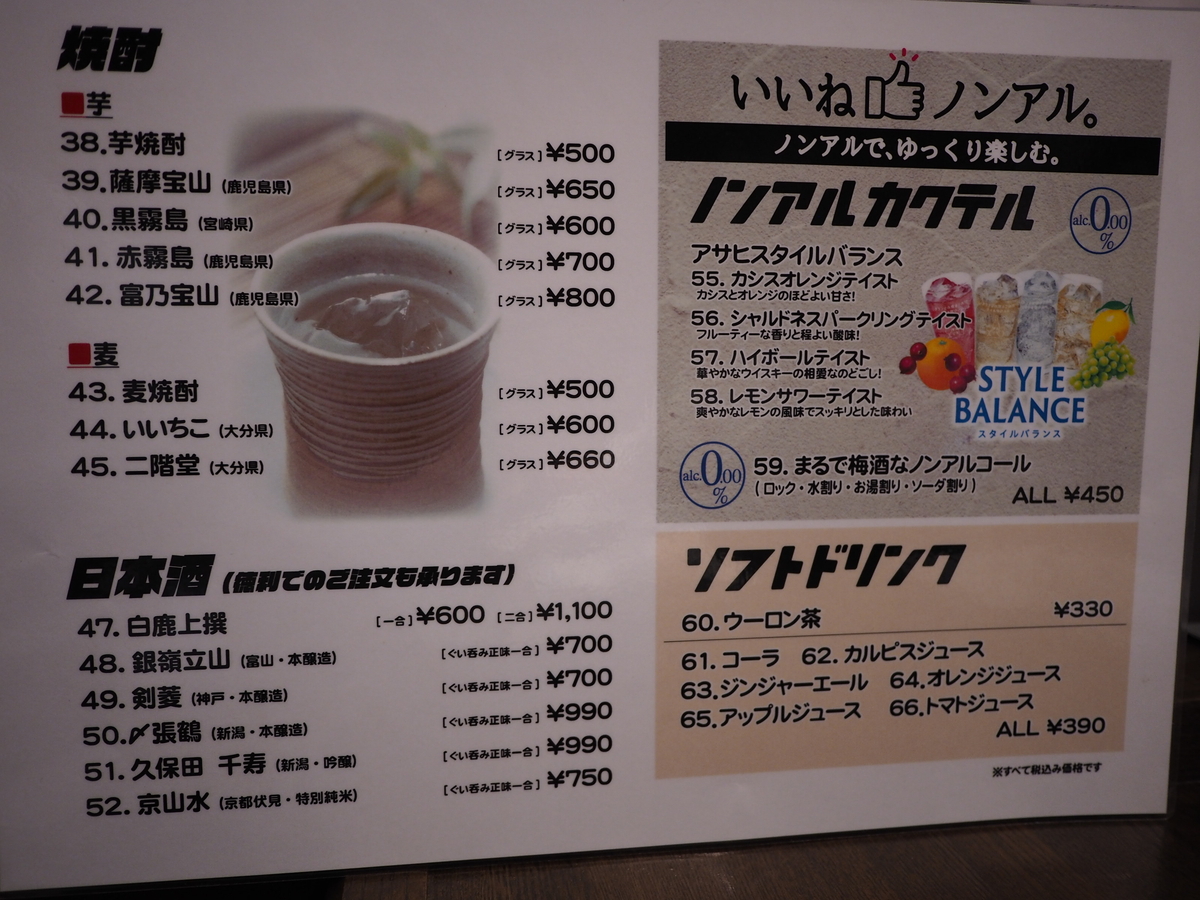 焼酎
■芋
38.芋焼酎 [グラス]¥500
39.薩摩宝山 (鹿児島県) [グラス]¥650
40.黒霧島 (宮崎県) [グラス]¥600
41.赤霧島 (鹿児島県) [グラス]¥700
42.富乃宝山 (鹿児島県) [グラス]¥800
■麦
43.麦焼酎 [グラス]¥500
44.いいちこ (大分県) [グラス]¥600
45.二階堂 (大分県) [グラス]¥660
日本酒 (徳利でのご注文も承ります)
47.白鹿上撰 [一合]¥600 [二合]¥1,100
48.銀嶺立山 (富山・本醸造) [ぐい呑み正味一合]¥700
49.剣菱 (神戸・本醸造) [ぐい呑み正味一合]¥700
50.〆張鶴 (新潟・本醸造) [ぐい呑み正味一合]¥990
51.久保田 千寿 (新潟・吟醸) [ぐい呑み正味一合]¥990
52.京山水 (京都伏見・特別純米) [ぐい呑み正味一合]¥750
いいね ノンアル。
ノンアルで、ゆっくり楽しむ。
ノンアルカクテル
alc.0.00%
アサヒスタイルバランス
55. カシスオレンジテイスト
カシスとオレンジのほどよい甘さ!
56. シャルドネスパークリングテイスト
フルーティーな香りと程よい酸味!
57. ハイボールテイスト
華やかなウイスキーの相愛なのどごし!
58. レモンサワーテイスト
爽やかなレモンの風味でスッキリとした味わい
STYLE
BALANCE
スタイルバランス
alc.0.00%
59. まるで梅酒なノンアルコール
(ロック・水割り・お湯割り・ソーダ割り)
ALL ¥450
ソフトドリンク
60.ウーロン茶 ¥330
61.コーラ 62.カルピスジュース
63.ジンジャーエール 64.オレンジジュース
65.アップルジュース 66.トマトジュース
ALL ¥390
※すべて税込み価格です